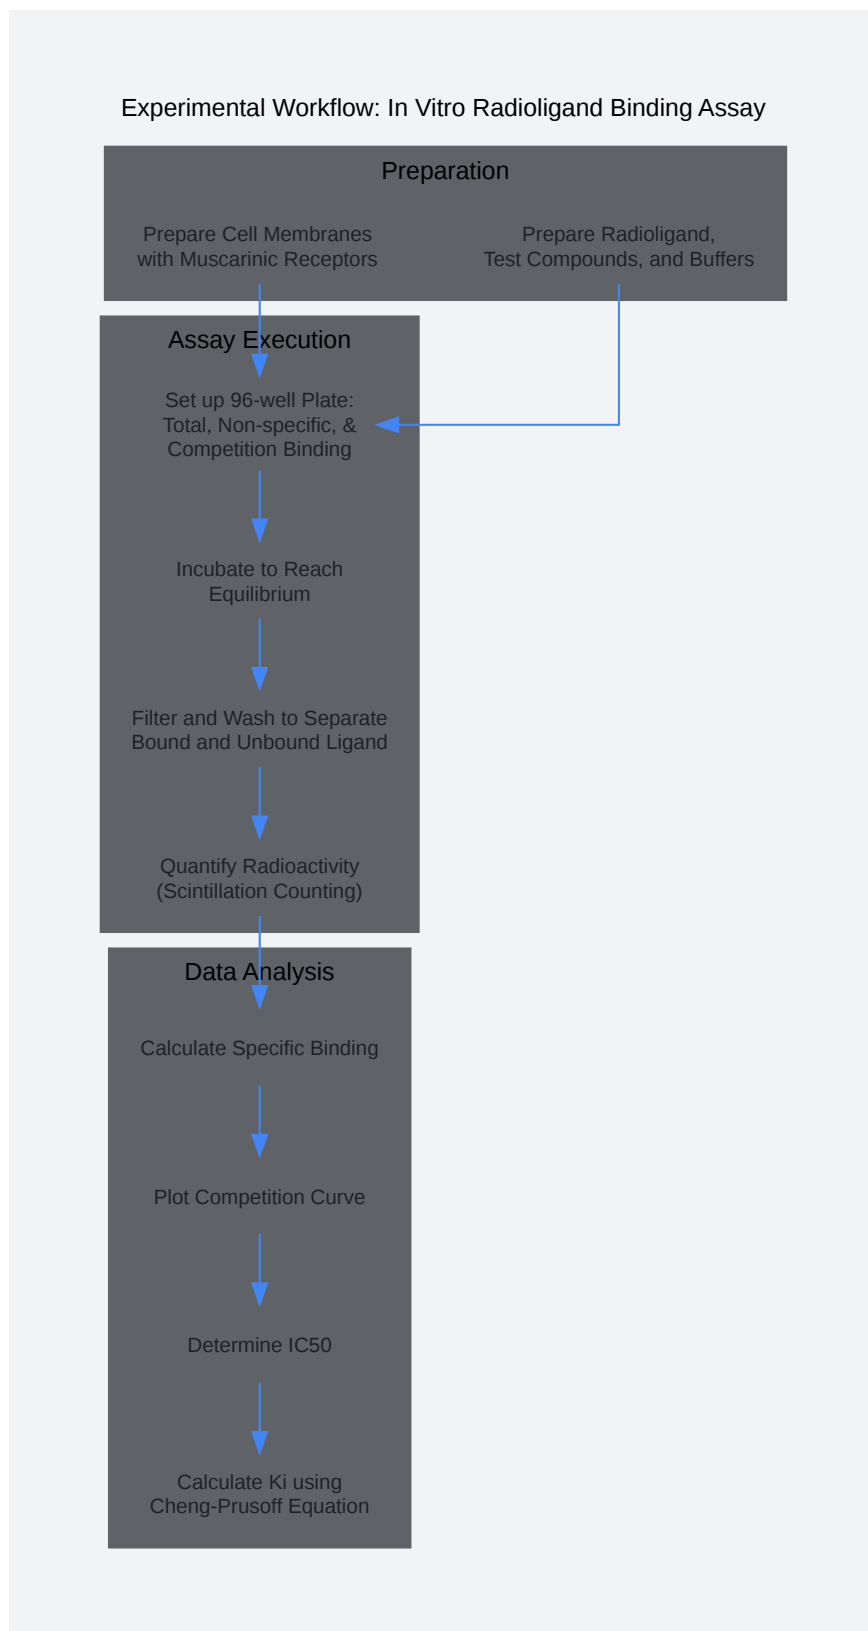 Experimental Workflow: In Vitro Radioligand Binding Assay
Preparation
Prepare Cell Membranes
with Muscarinic Receptors
Prepare Radioligand,
Test Compounds, and Buffers
Assay Execution
Set up 96-well Plate:
Total, Non-specific, &
Competition Binding
Incubate to Reach
Equilibrium
Filter and Wash to Separate
Bound and Unbound Ligand
Quantify Radioactivity
(Scintillation Counting)
Data Analysis
Calculate Specific Binding
Plot Competition Curve
Determine IC50
Calculate Ki using
Cheng-Prusoff Equation